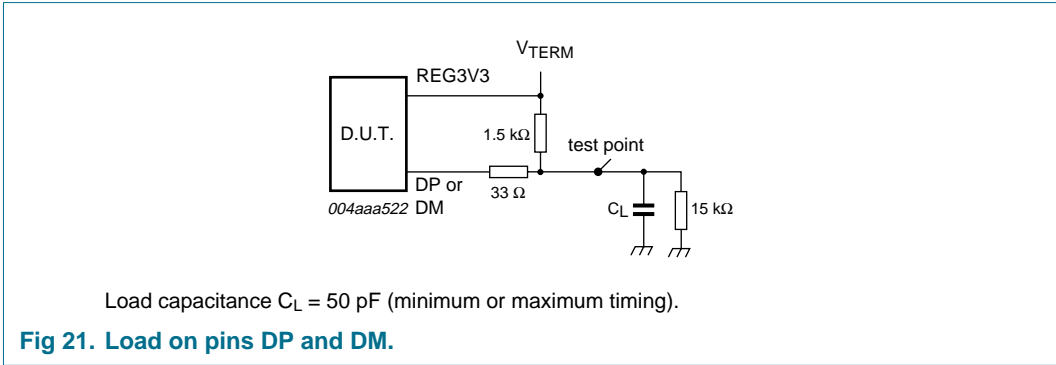 VTERM
REG3V3
D.U.T.
1.5 kΩ
test point
DP or
DM
33 Ω
CL
15 kΩ
004aaa522
Load capacitance CL = 50 pF (minimum or maximum timing).
Fig 21. Load on pins DP and DM.